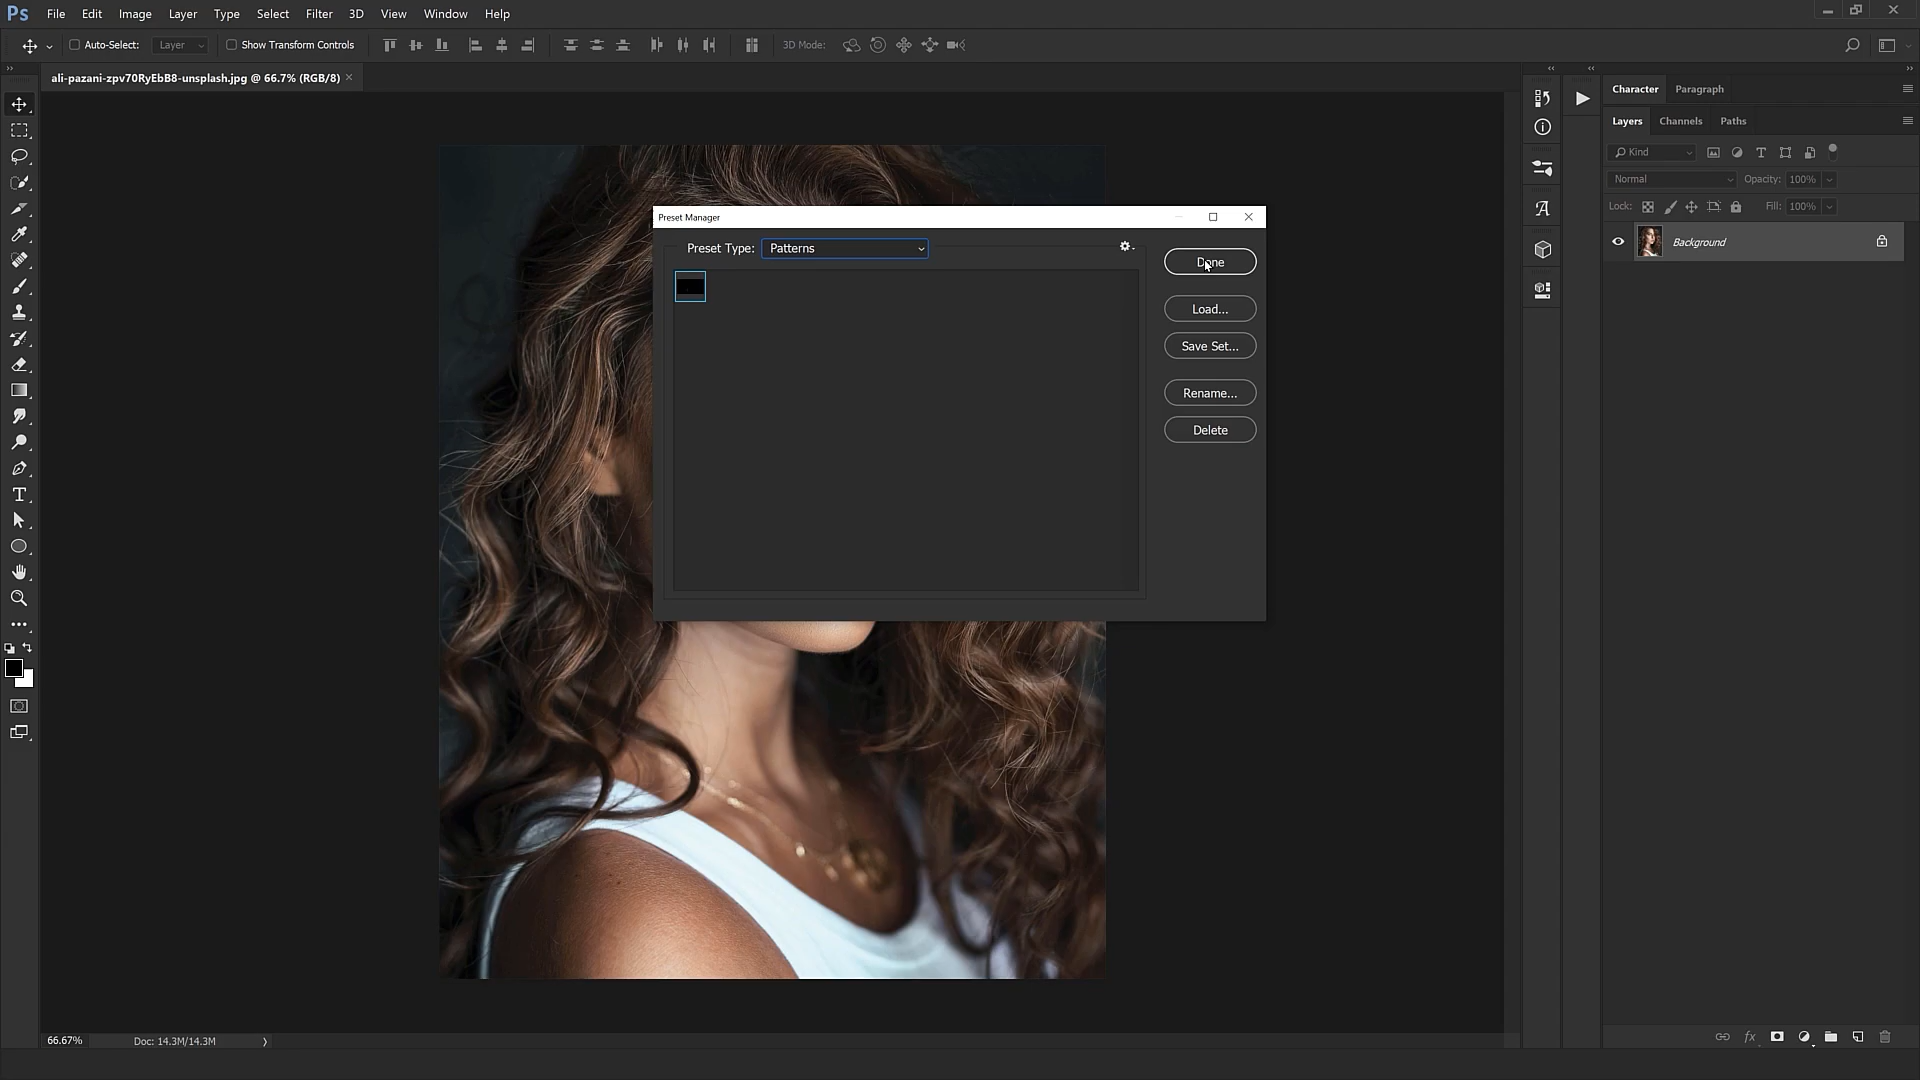 Ps File Edit Image Layer Type Select Filter 3D View Window Help
Auto-Select: Layer Show Transform Controls 3D Mode:
ali-pazani-zpv70RyEbB8-unsplash.jpg @ 66.7% (RGB/8) ×
Character Paragraph
Layers Channels Paths
Kind
Normal Opacity: 100%
Lock: Fill: 100%
Background
Preset Manager
Preset Type: Patterns
Done
Load...
Save Set...
Rename...
Delete
66.67% Doc: 14.3M/14.3M
fx